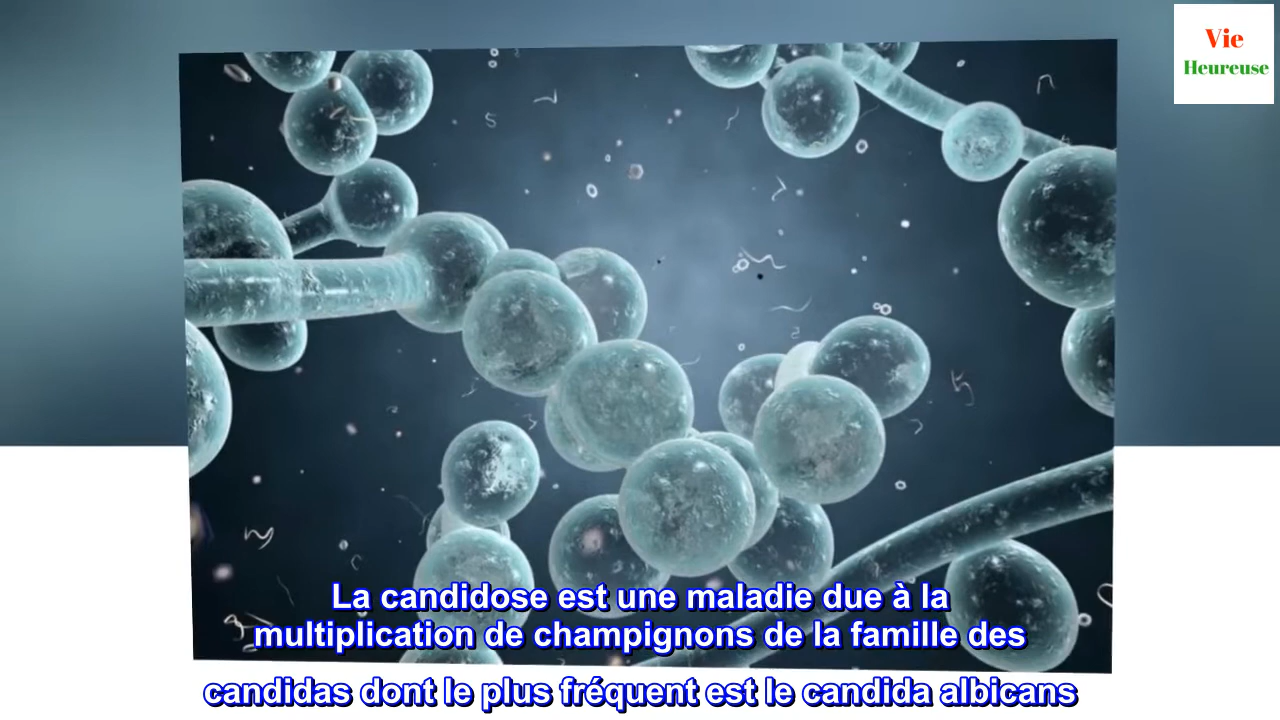 Vie
Heureuse
La candidose est une maladie due à la
multiplication de champignons de la famille des
candidas dont le plus fréquent est le candida albicans